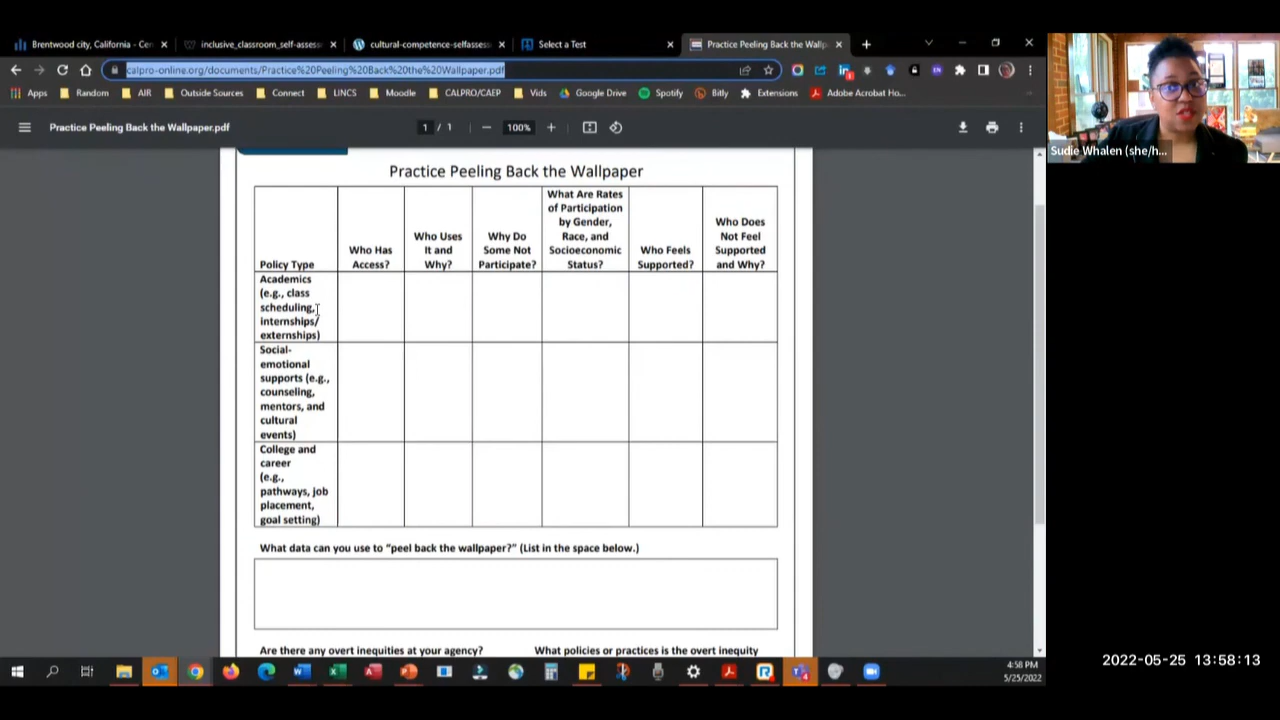 Brentwood city, California - Cen
inclusive_classroom_self-assess
cultural-competence-selfassess
Select a Test
Practice Peeling Back the Wallp
calpro-online.org/documents/Practice%20Peeling%20Back%20the%20Wallpaper.pdf
Apps
Random
AIR
Outside Sources
Connect
LINCS
Moodle
CALPRO/CAEP
Vids
Google Drive
Spotify
Bitly
Extensions
Adobe Acrobat Ho...
Practice Peeling Back the Wallpaper.pdf
1 / 1
100%
Sudie Whalen (she/h...
Practice Peeling Back the Wallpaper
Policy Type
Who Has
Access?
Who Uses
It and
Why?
Why Do
Some Not
Participate?
What Are Rates
of Participation
by Gender,
Race, and
Socioeconomic
Status?
Who Feels
Supported?
Who Does
Not Feel
Supported
and Why?
Academics
(e.g., class
scheduling,
internships/
externships)
Social-
emotional
supports (e.g.,
counseling,
mentors, and
cultural
events)
College and
career
(e.g.,
pathways, job
placement,
goal setting)
What data can you use to “peel back the wallpaper?” (List in the space below.)
Are there any overt inequities at your agency?
What policies or practices is the overt inequity
4:58 PM
5/25/2022
2022-05-25 13:58:13